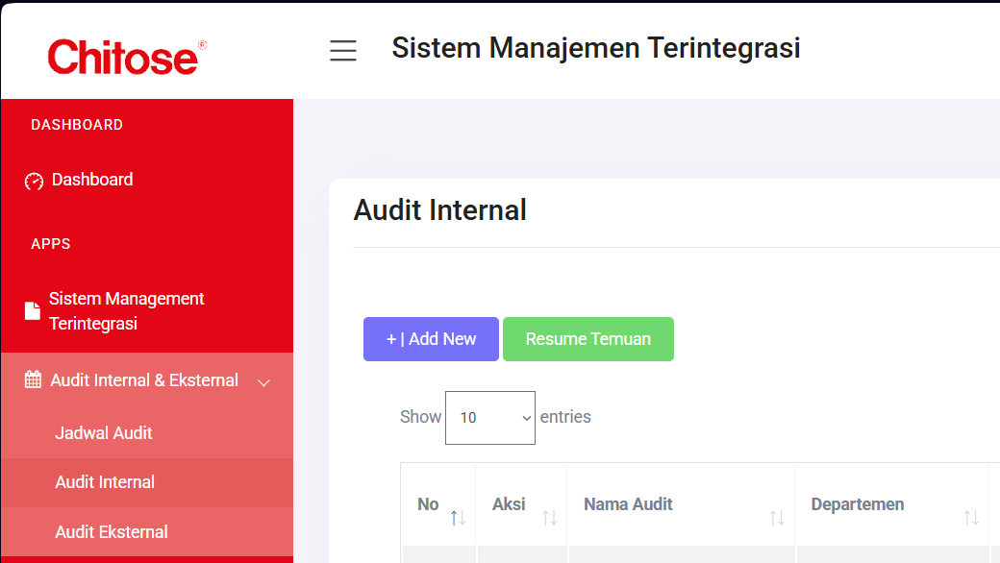 Chitose®
Sistem Manajemen Terintegrasi
DASHBOARD
Dashboard
APPS
Sistem Management
Terintegrasi
Audit Internal & Eksternal
Jadwal Audit
Audit Internal
Audit Eksternal
Audit Internal
+ | Add New
Resume Temuan
Show 10 entries
No Aksi Nama Audit Departemen